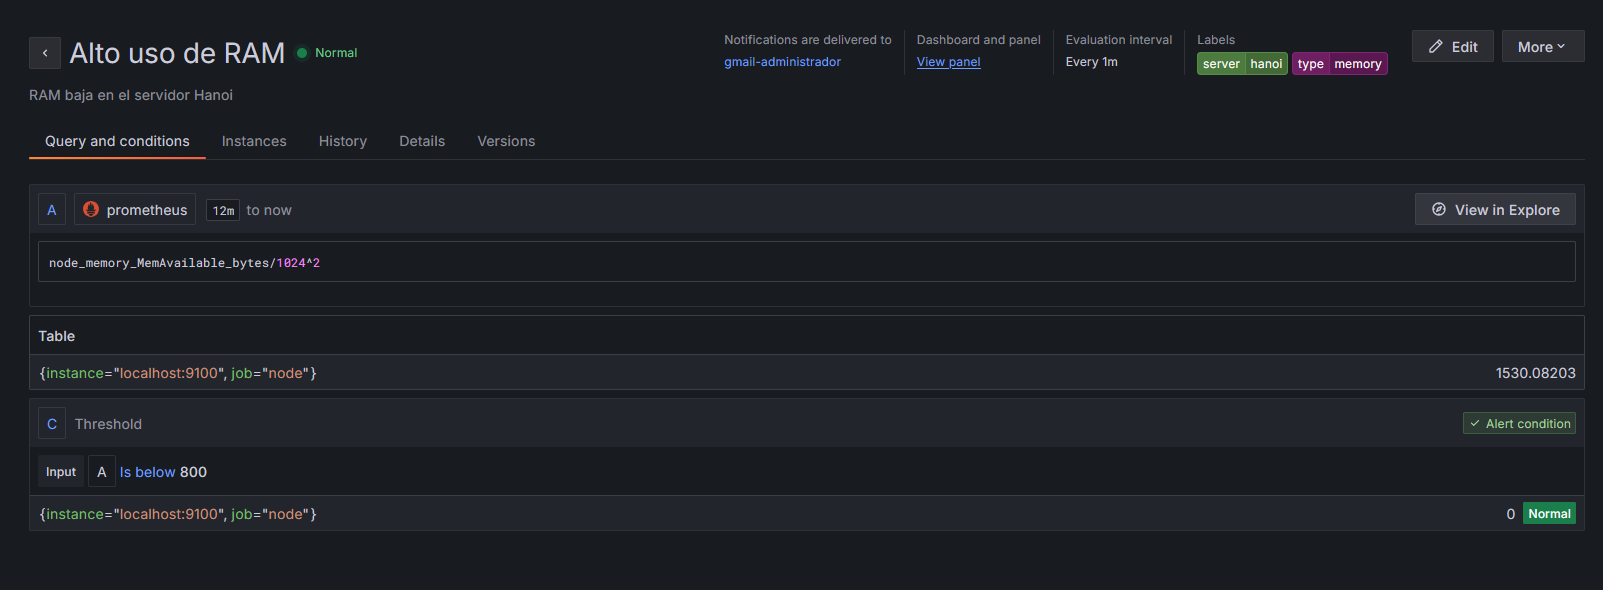 Alto uso de RAM Normal
Notifications are delivered to
gmail-administrador
Dashboard and panel
View panel
Evaluation interval
Every 1m
Labels
server hanoi type memory
Edit
More
RAM baja en el servidor Hanoi
Query and conditions Instances History Details Versions
A prometheus 12m to now View in Explore
node_memory_MemAvailable_bytes/1024^2
Table
{instance="localhost:9100", job="node"} 1530.08203
C Threshold Alert condition
Input A Is below 800
{instance="localhost:9100", job="node"} 0 Normal